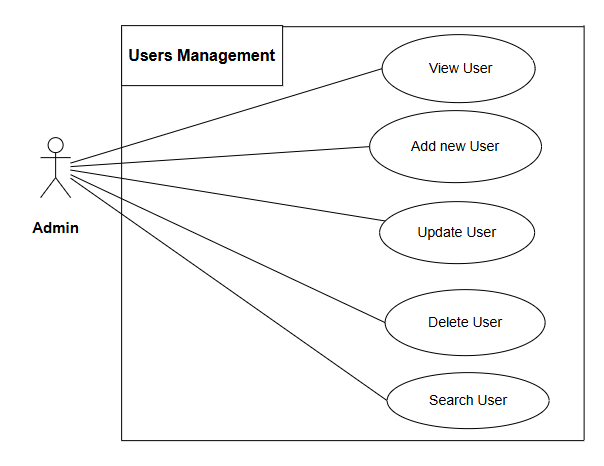 Users Management
View User
Add new User
Update User
Delete User
Search User
Admin